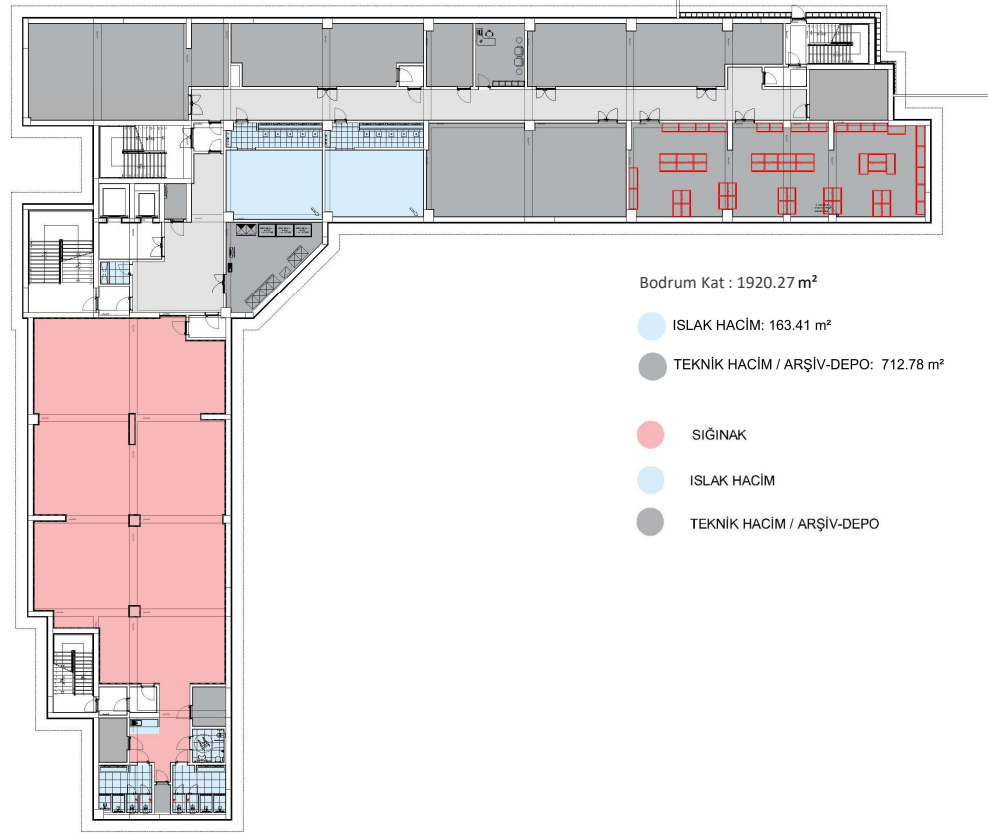 Bodrum Kat : 1920.27 m²
ISLAK HACİM: 163.41 m²
TEKNİK HACİM / ARŞİV-DEPO: 712.78 m²
SIĞINAK
ISLAK HACİM
TEKNİK HACİM / ARŞİV-DEPO